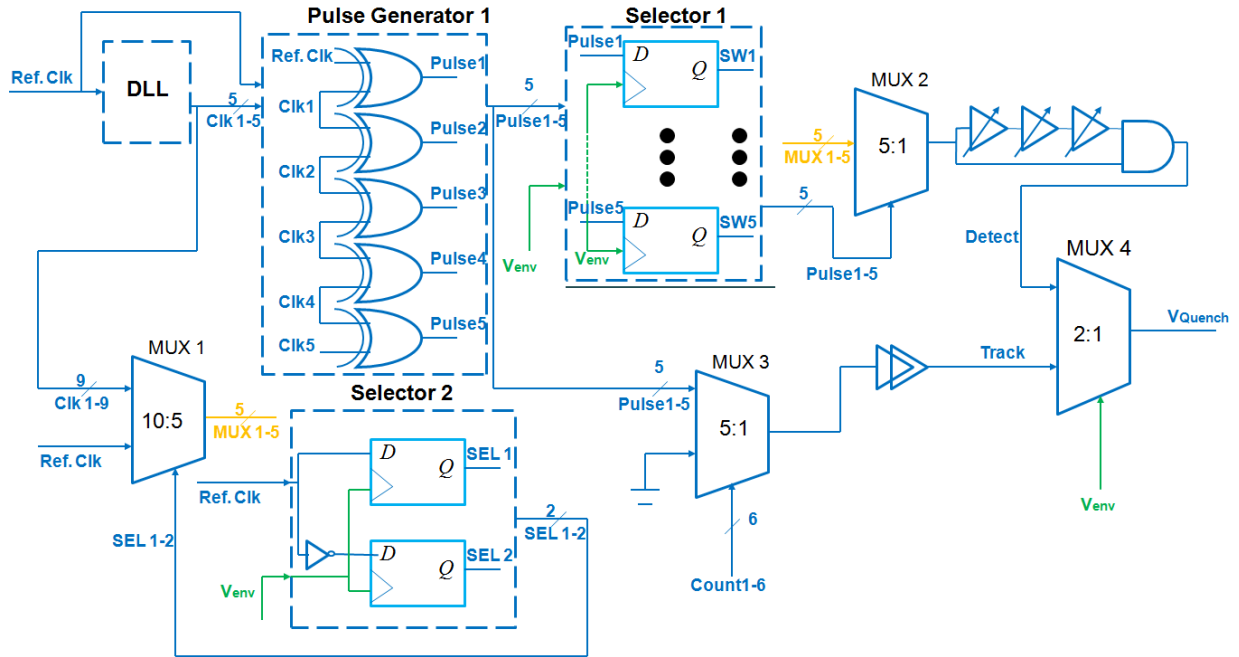 Pulse Generator 1
Selector 1
Ref. Clk
DLL
5
Clk 1-5
Ref. Clk
Clk1
Clk2
Clk3
Clk4
Clk5
Pulse1
Pulse2
Pulse3
Pulse4
Pulse5
5
Pulse1-5
Pulse1
D
Q
SW1
Venv
Pulse5
D
Q
SW5
Venv
MUX 2
5
MUX 1-5
5:1
5
Pulse1-5
Detect
MUX 4
2:1
VQuench
Venv
MUX 1
9
Clk 1-9
10:5
Ref. Clk
5
MUX 1-5
SEL 1-2
Selector 2
Ref. Clk
D
Q
SEL 1
D
Q
SEL 2
Venv
2
SEL 1-2
MUX 3
5
Pulse1-5
5:1
6
Count1-6
Track